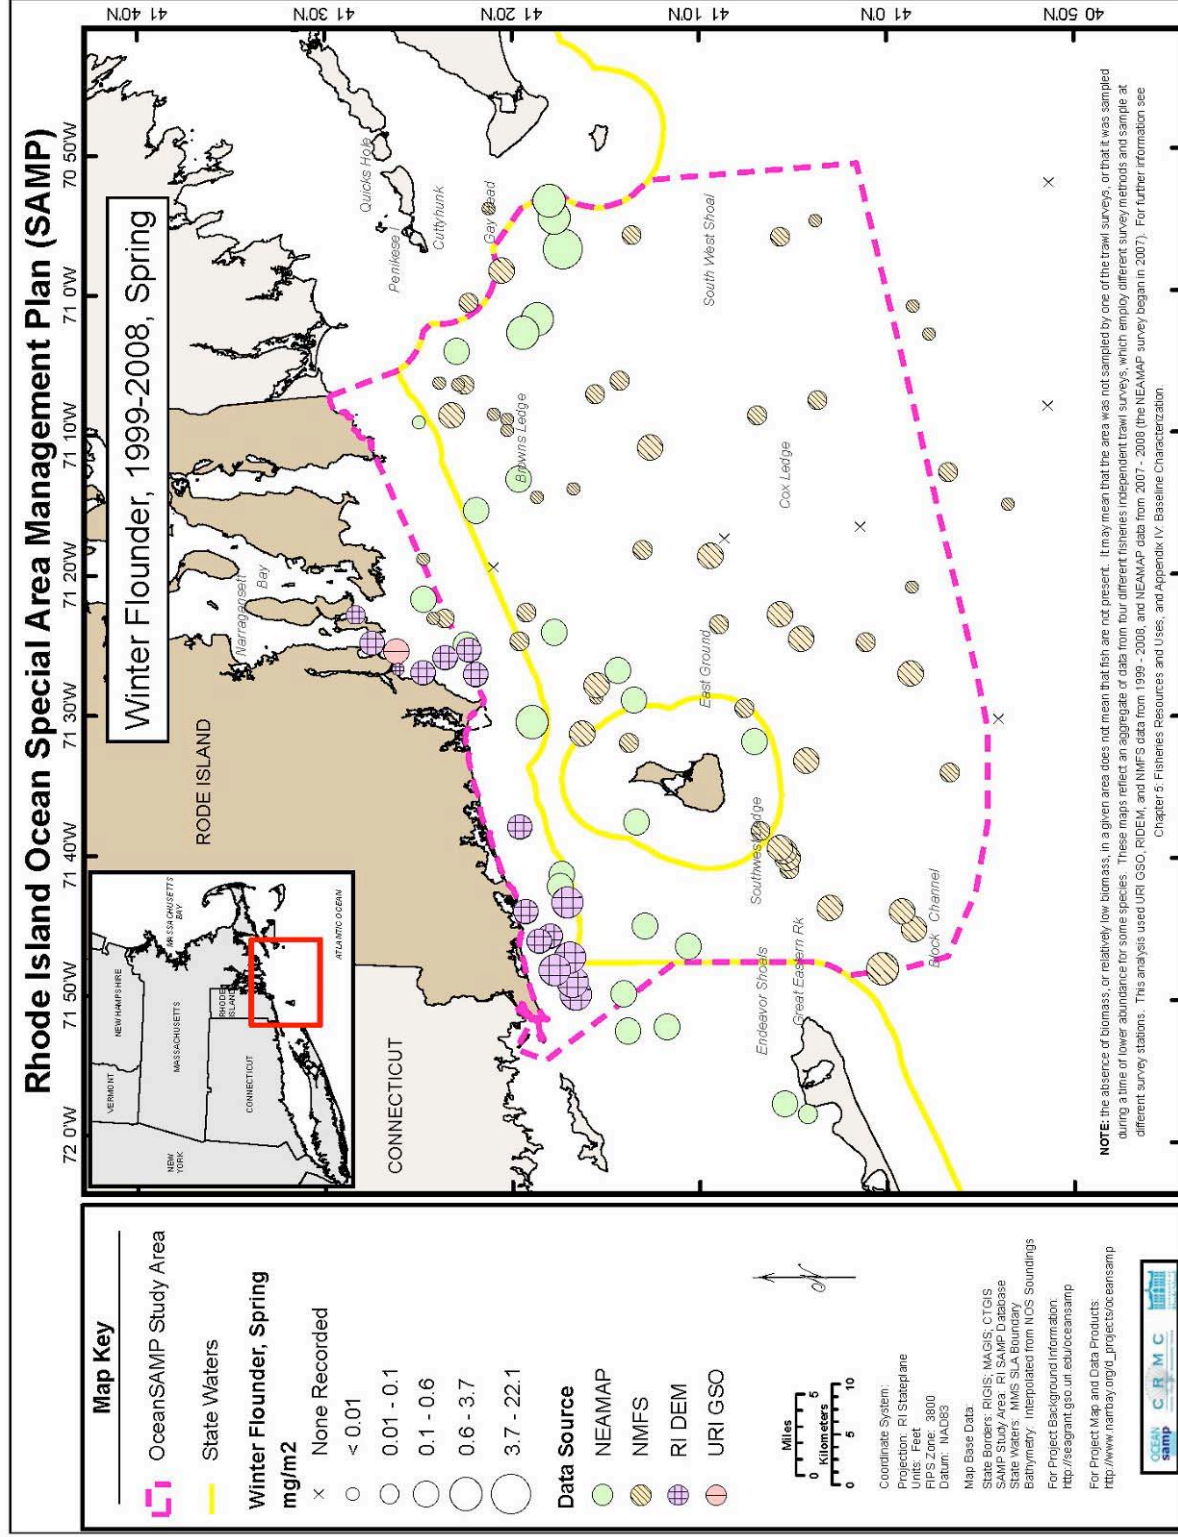 Rhode Island Ocean Special Area Management Plan (SAMP)
Winter Flounder, 1999-2008, Spring
72 0'W
71 50'W
71 40'W
71 30'W
71 20'W
71 10'W
71 0'W
70 50'W
41 40'N
41 30'N
41 20'N
41 10'N
41 0'N
40 50'N
VERMONT
NEW HAMPSHIRE
NEW
YORK
MASSACHUSETTS
MASSACHUSETTS
BAY
CONNECTICUT
RHODE
ISLAND
ATLANTIC OCEAN
RODE ISLAND
CONNECTICUT
Narragansett
Bay
Quicks Hole
Penikese I
Cuttyhunk
Gay Head
Browns Ledge
South West Shoal
Cox Ledge
East Ground
Southwest Ledge
Endeavor Shoals
Great Eastern Rk
Block Channel
NOTE: the absence of biomass, or relatively low biomass, in a given area does not mean that fish are not present. It may mean that the area was not sampled by one of the trawl surveys, or that it was sampled
during a time of lower abundance for some species. These maps reflect an aggregate of data from four different fisheries independent trawl surveys, which employ different survey methods and sample at
different survey stations. This analysis used URI GSO, RIDEM, and NMFS data from 1999 - 2008, and NEAMAP data from 2007 - 2008 (the NEAMAP survey began in 2007). For further information see
Chapter 5: Fisheries Resources and Uses, and Appendix IV: Baseline Characterization
Map Key
OceanSAMP Study Area
State Waters
Winter Flounder, Spring
mg/m2
None Recorded
< 0.01
0.01 - 0.1
0.1 - 0.6
0.6 - 3.7
3.7 - 22.1
Data Source
NEAMAP
NMFS
RI DEM
URI GSO
Miles
0 5
Kilometers
0 5 10
N
Coordinate System:
Projection: RI Stateplane
Units: Feet
FIPS Zone: 3800
Datum: NAD83
Map Base Data:
State Borders: RIGIS; MAGIS; CTGIS
SAMP Study Area: RI SAMP Database
State Waters: MMS SLA Boundary
Bathymetry: Interpolated from NOS Soundings
For Project Background Information:
http://seagrant.gso.uri.edu/oceansamp
For Project Map and Data Products:
http://www.narrbay.org/d_projects/oceansamp
OCEAN
samp
C R M C